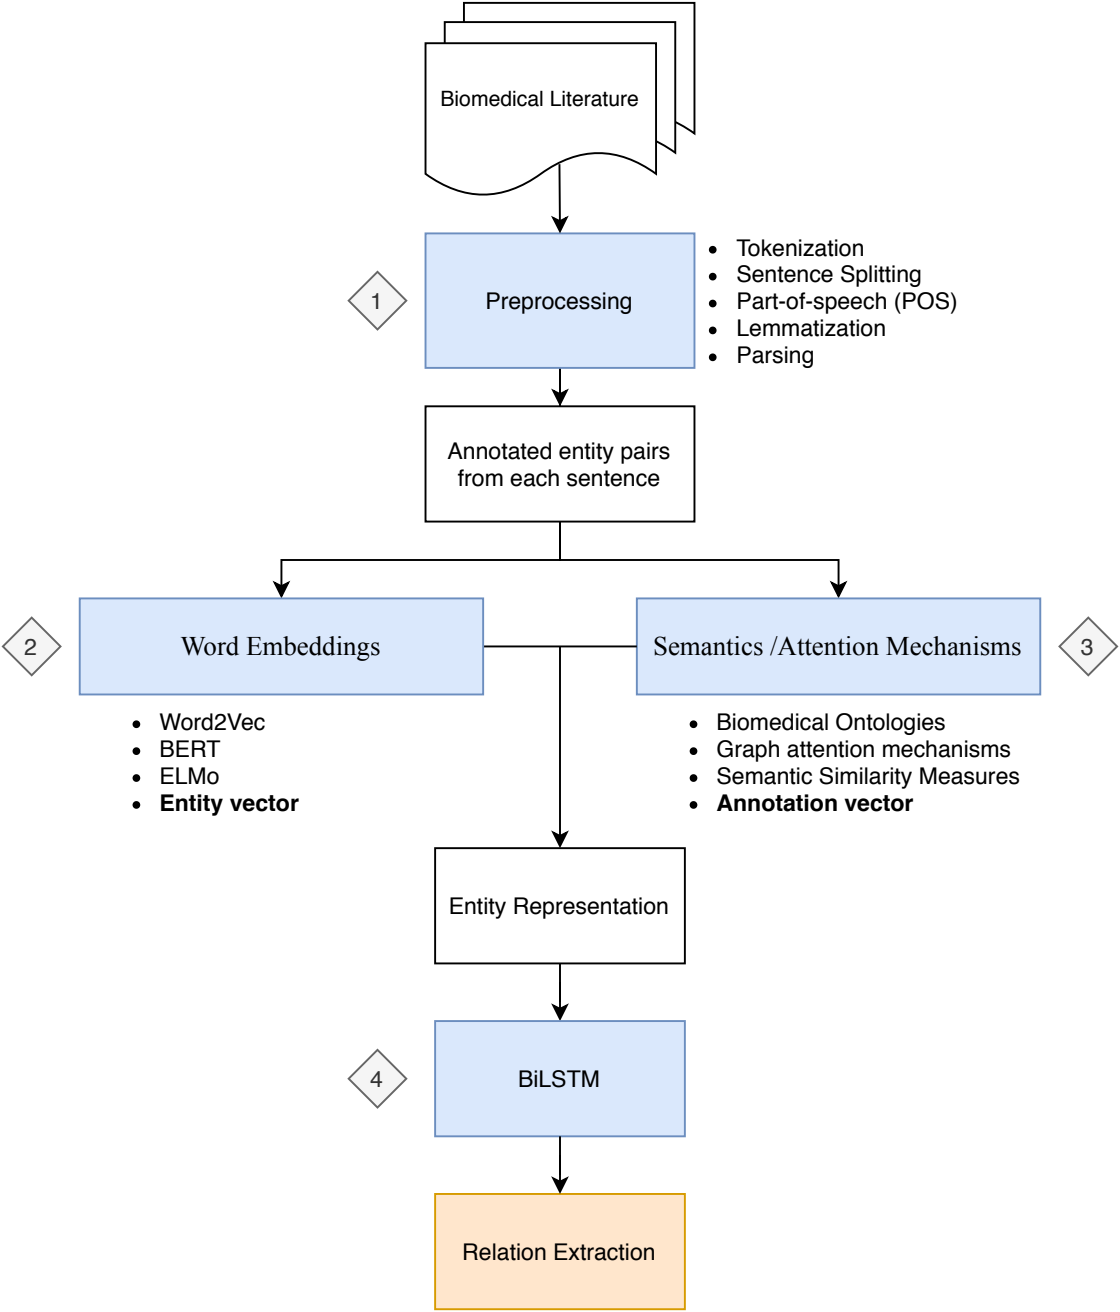 Biomedical Literature
1
Preprocessing
• Tokenization
• Sentence Splitting
• Part-of-speech (POS)
• Lemmatization
• Parsing
Annotated entity pairs
from each sentence
2
Word Embeddings
Semantics /Attention Mechanisms
3
• Word2Vec
• BERT
• ELMo
• Entity vector
• Biomedical Ontologies
• Graph attention mechanisms
• Semantic Similarity Measures
• Annotation vector
Entity Representation
4
BiLSTM
Relation Extraction